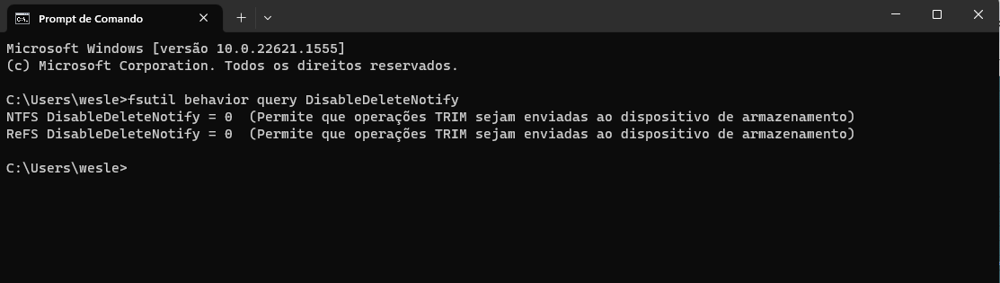 Prompt de Comando
Microsoft Windows [versão 10.0.22621.1555]
(c) Microsoft Corporation. Todos os direitos reservados.
C:\Users\wesle>fsutil behavior query DisableDeleteNotify
NTFS DisableDeleteNotify = 0  (Permite que operações TRIM sejam enviadas ao dispositivo de armazenamento)
ReFS DisableDeleteNotify = 0  (Permite que operações TRIM sejam enviadas ao dispositivo de armazenamento)
C:\Users\wesle>